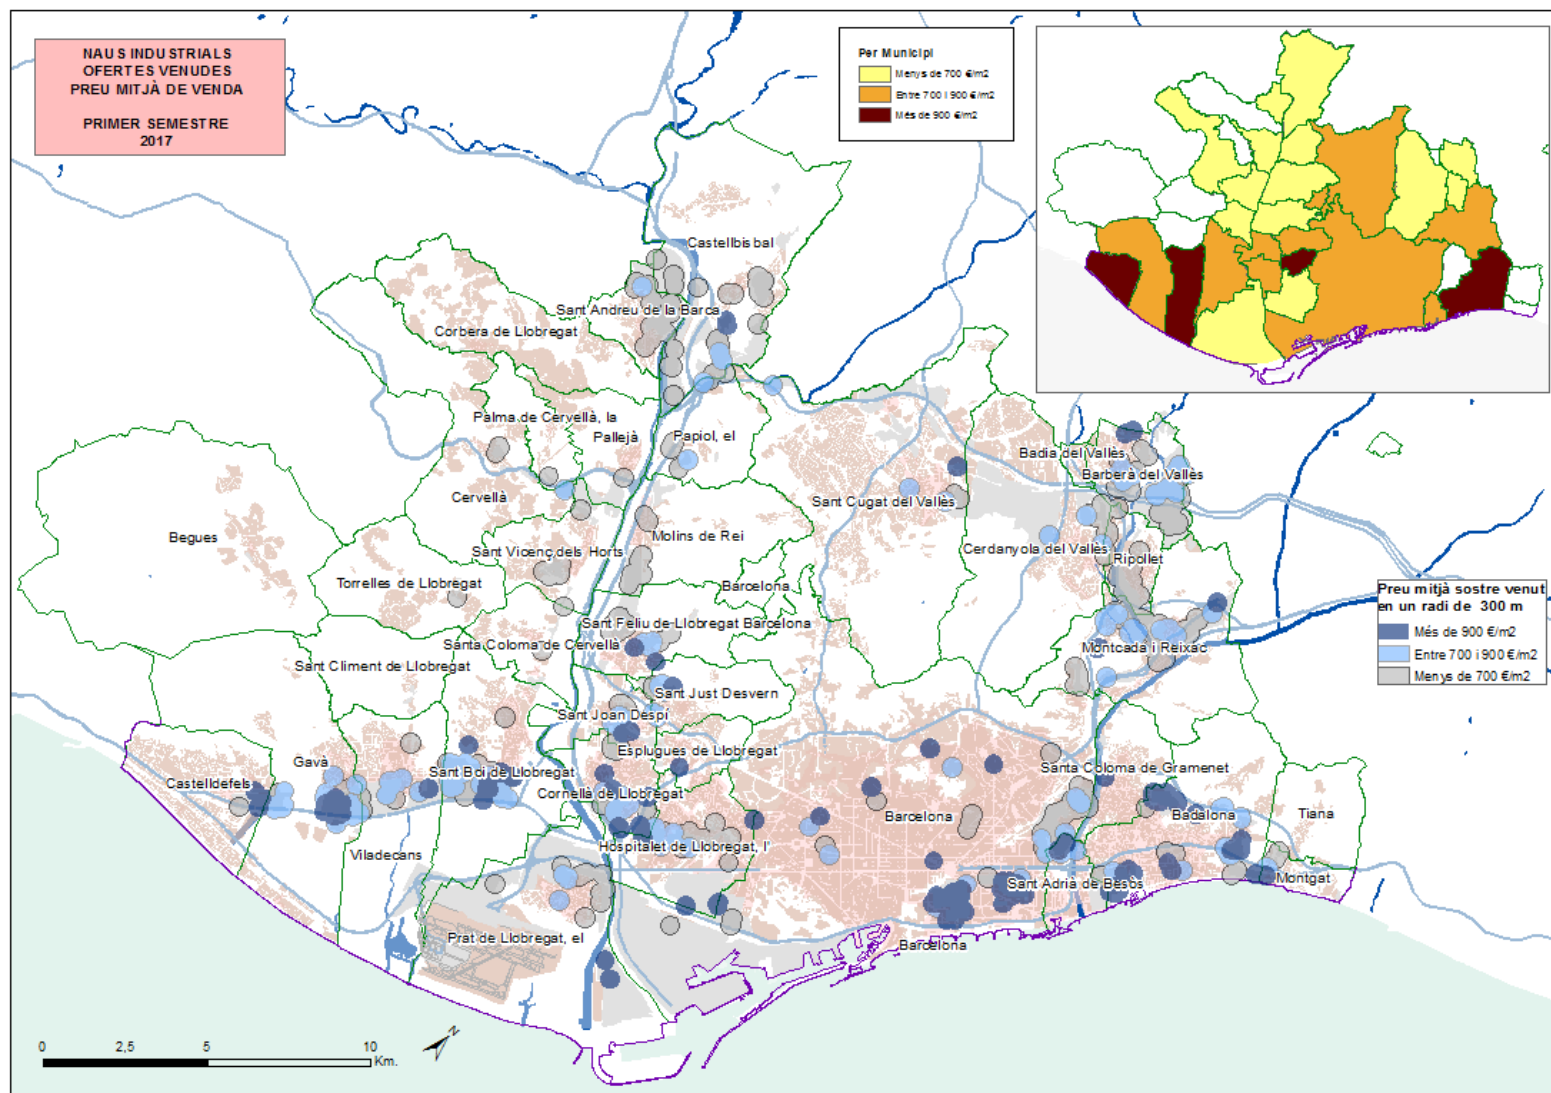 NAUS INDUSTRIALS
OFERTES VENUDES
PREU MITJÀ DE VENDA
PRIMER SEMESTRE
2017
Per Municipi
Menys de 700 €/m2
Entre 700 i 900 €/m2
Més de 900 €/m2
Castellbisbal
Sant Andreu de la Barca
Corbera de Llobregat
Palma de Cervellà, la
Pallejà
Papiol, el
Badia del Vallès
Barberà del Vallès
Cervellà
Sant Cugat del Vallès
Begues
Molins de Rei
Sant Vicenç dels Horts
Cerdanyola del Vallès
Ripollet
Torrelles de Llobregat
Barcelona
Preu mitjà sostre venut
en un radi de 300 m
Més de 900 €/m2
Entre 700 i 900 €/m2
Menys de 700 €/m2
Sant Feliu de Llobregat
Barcelona
Santa Coloma de Cervelló
Montcada i Reixac
Sant Climent de Llobregat
Sant Just Desvern
Sant Joan Despí
Esplugues de Llobregat
Gavà
Sant Boi de Llobregat
Santa Coloma de Gramenet
Castelldefels
Cornellà de Llobregat
Barcelona
Badalona
Tiana
Hospitalet de Llobregat, l'
Viladecans
Sant Adrià de Besòs
Montgat
Prat de Llobregat, el
Barcelona
N
0
2,5
5
10
Km.